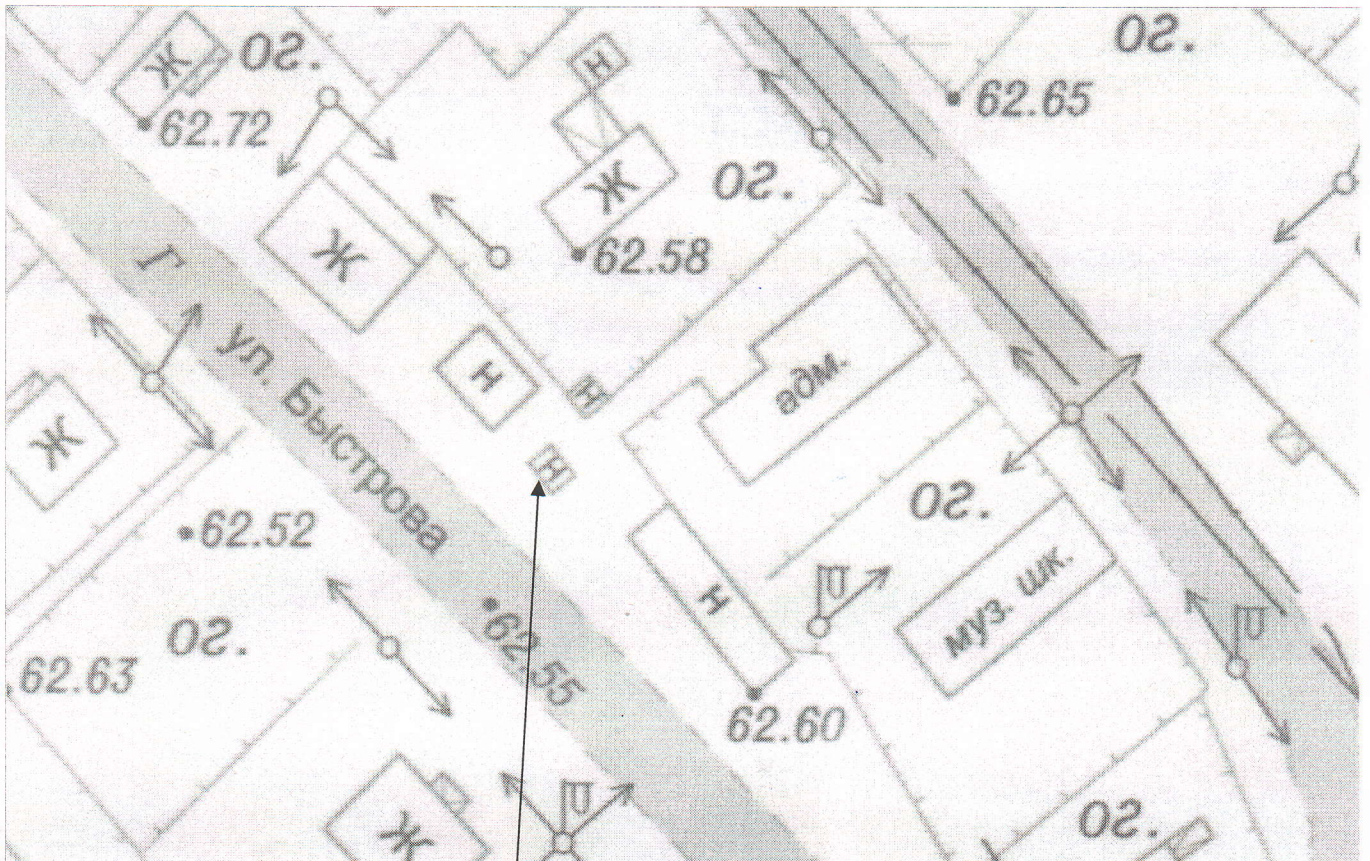 Ж
ог.
62.72
Н
Ж
62.58
ог.
62.65
ог.
Ж
Г
ул. Быстрова
Н
Н
Н
адм.
Ж
62.52
ог.
62.63
62.55
ог.
муз. шк.
Н
62.60
Ж
ог.